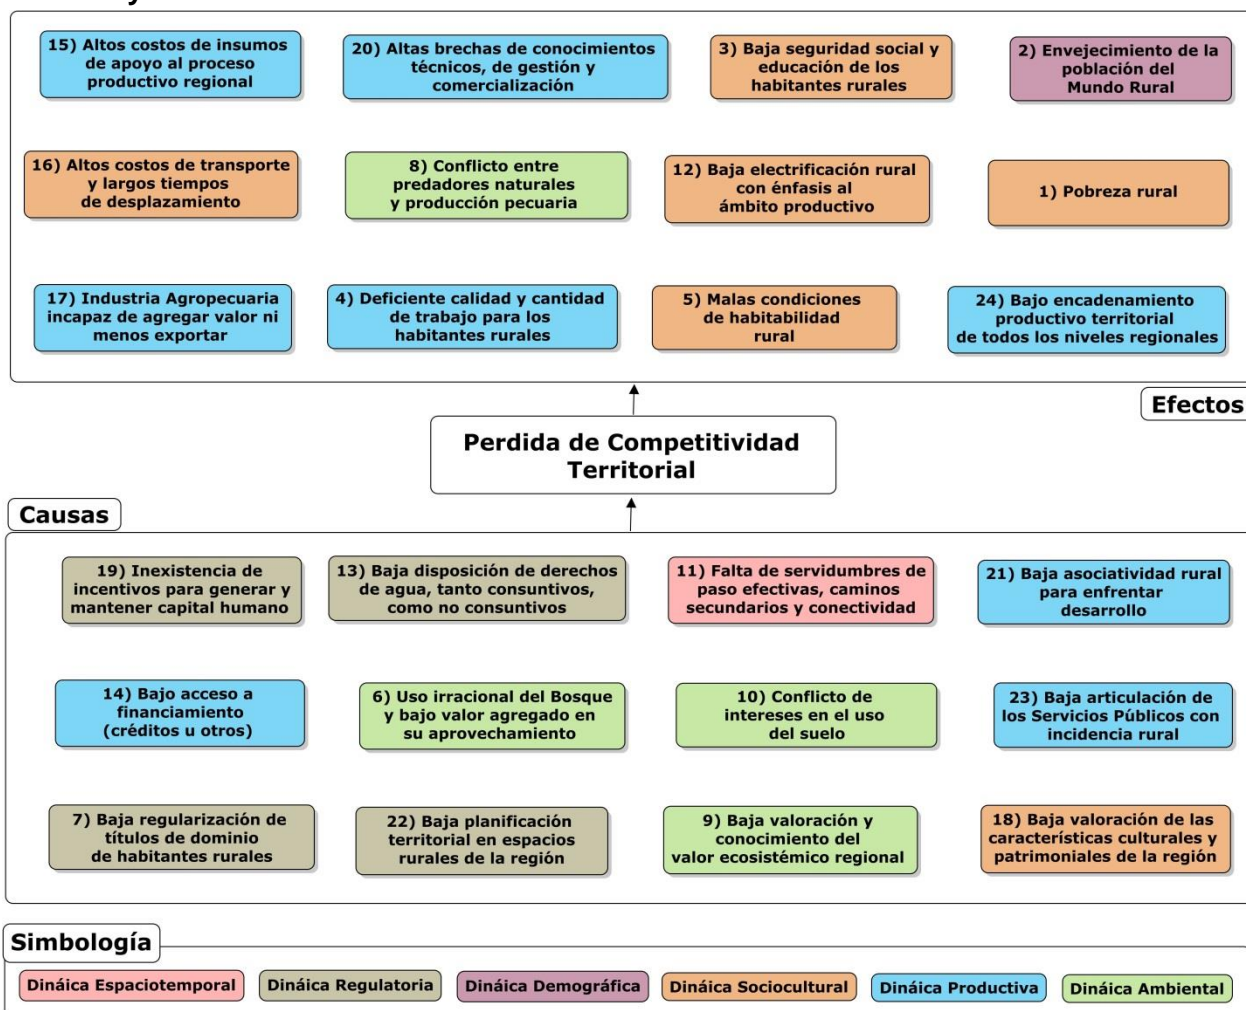 15) Altos costos de insumos
de apoyo al proceso
productivo regional
20) Altas brechas de conocimientos
técnicos, de gestión y
comercialización
3) Baja seguridad social y
educación de los
habitantes rurales
2) Envejecimiento de la
población del
Mundo Rural
16) Altos costos de transporte
y largos tiempos
de desplazamiento
8) Conflicto entre
predadores naturales
y producción pecuaria
12) Baja electrificación rural
con énfasis al
ámbito productivo
1) Pobreza rural
17) Industria Agropecuaria
incapaz de agregar valor ni
menos exportar
4) Deficiente calidad y cantidad
de trabajo para los
habitantes rurales
5) Malas condiciones
de habitabilidad
rural
24) Bajo encadenamiento
productivo territorial
de todos los niveles regionales
Efectos
Perdida de Competitividad
Territorial
Causas
19) Inexistencia de
incentivos para generar y
mantener capital humano
13) Baja disposición de derechos
de agua, tanto consuntivos,
como no consuntivos
11) Falta de servidumbres de
paso efectivas, caminos
secundarios y conectividad
21) Baja asociatividad rural
para enfrentar
desarrollo
14) Bajo acceso a
financiamiento
(créditos u otros)
6) Uso irracional del Bosque
y bajo valor agregado en
su aprovechamiento
10) Conflicto de
intereses en el uso
del suelo
23) Baja articulación de
los Servicios Públicos con
incidencia rural
7) Baja regularización de
títulos de dominio
de habitantes rurales
22) Baja planificación
territorial en espacios
rurales de la región
9) Baja valoración y
conocimiento del
valor ecosistémico regional
18) Baja valoración de las
características culturales y
patrimoniales de la región
Simbología
Dináica Espaciotemporal
Dináica Regulatoria
Dináica Demográfica
Dináica Sociocultural
Dináica Productiva
Dináica Ambiental